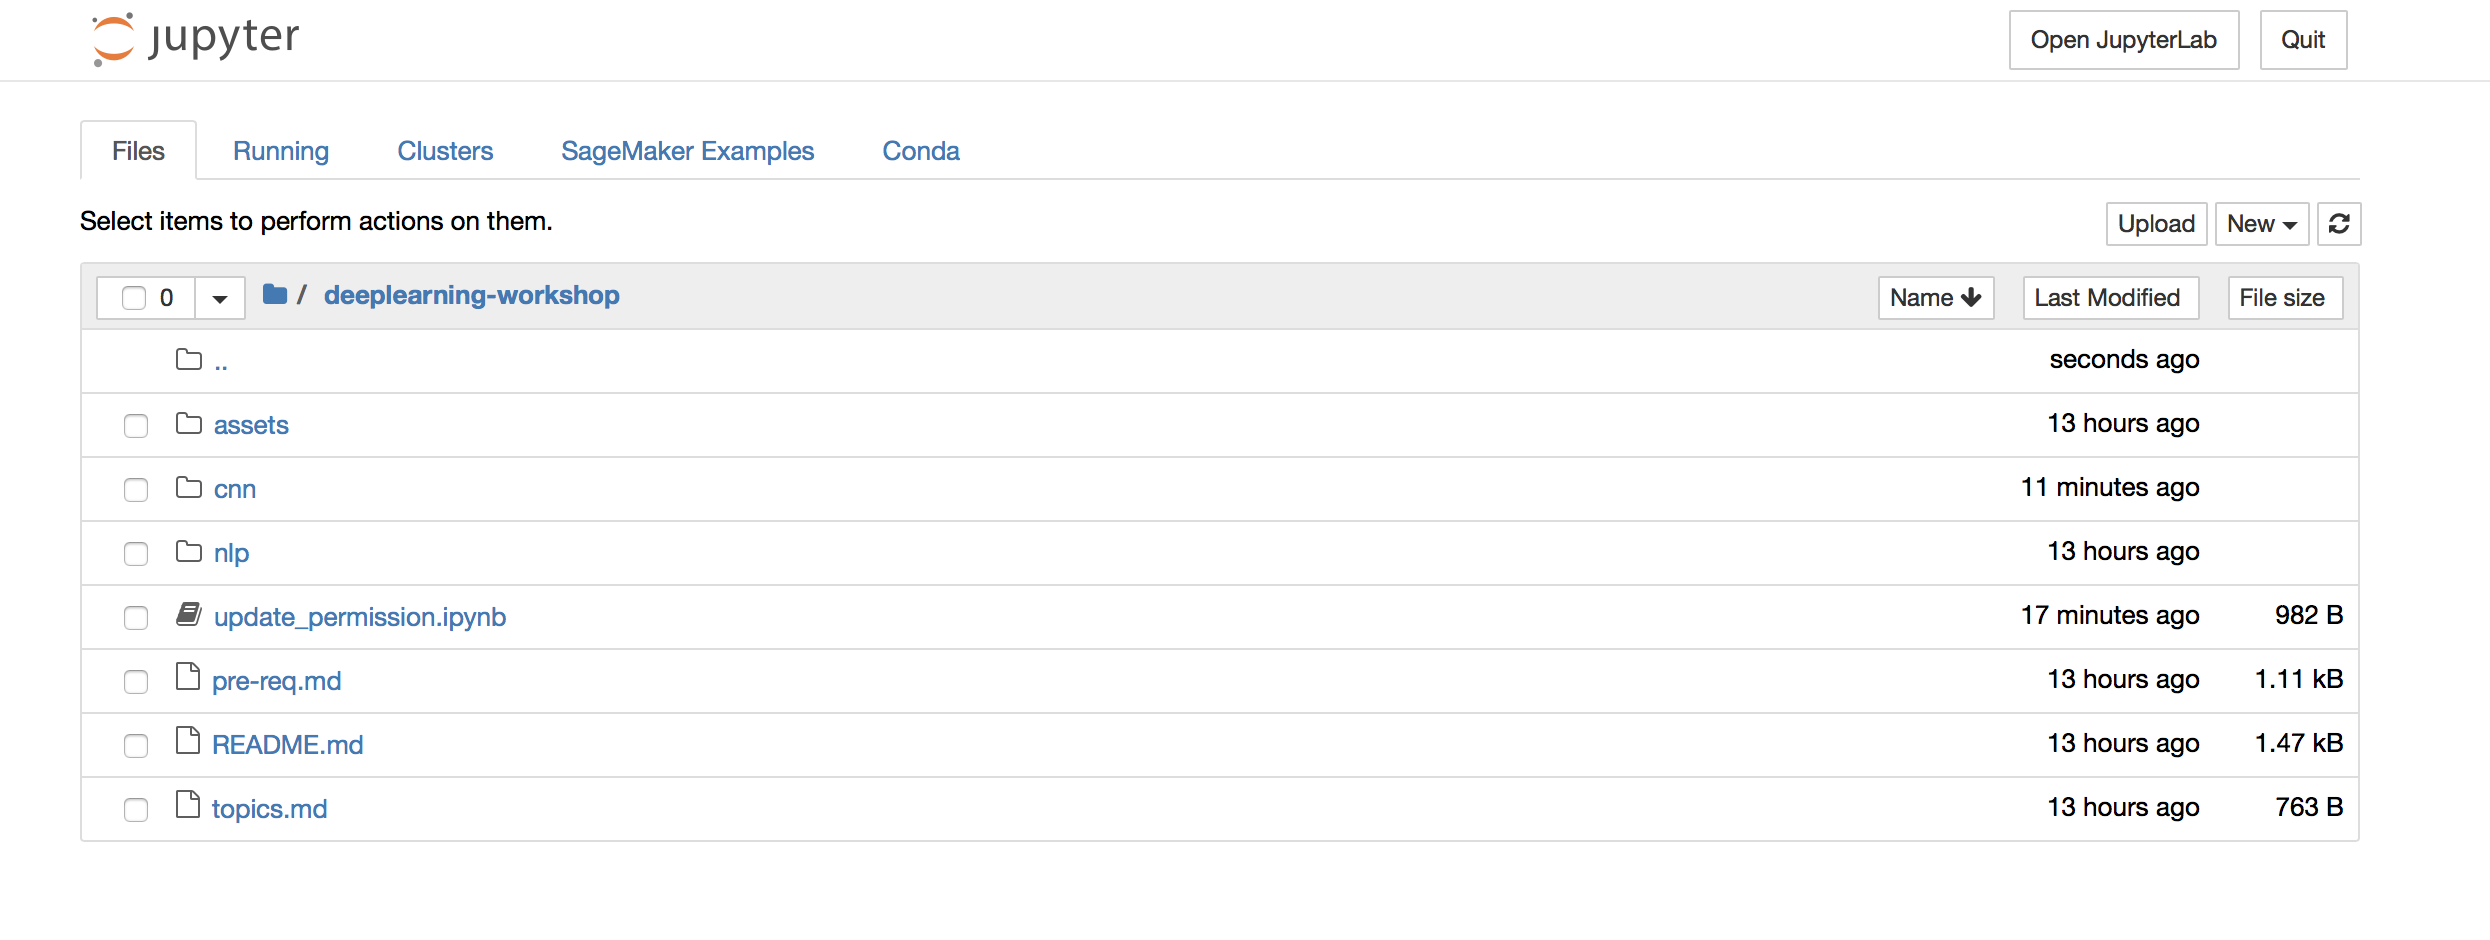 jupyter Open JupyterLab Quit
Files Running Clusters SageMaker Examples Conda
Select items to perform actions on them. Upload New
0 / deeplearning-workshop Name Last Modified File size
.. seconds ago
assets 13 hours ago
cnn 11 minutes ago
nlp 13 hours ago
update_permission.ipynb 17 minutes ago 982 B
pre-req.md 13 hours ago 1.11 kB
README.md 13 hours ago 1.47 kB
topics.md 13 hours ago 763 B